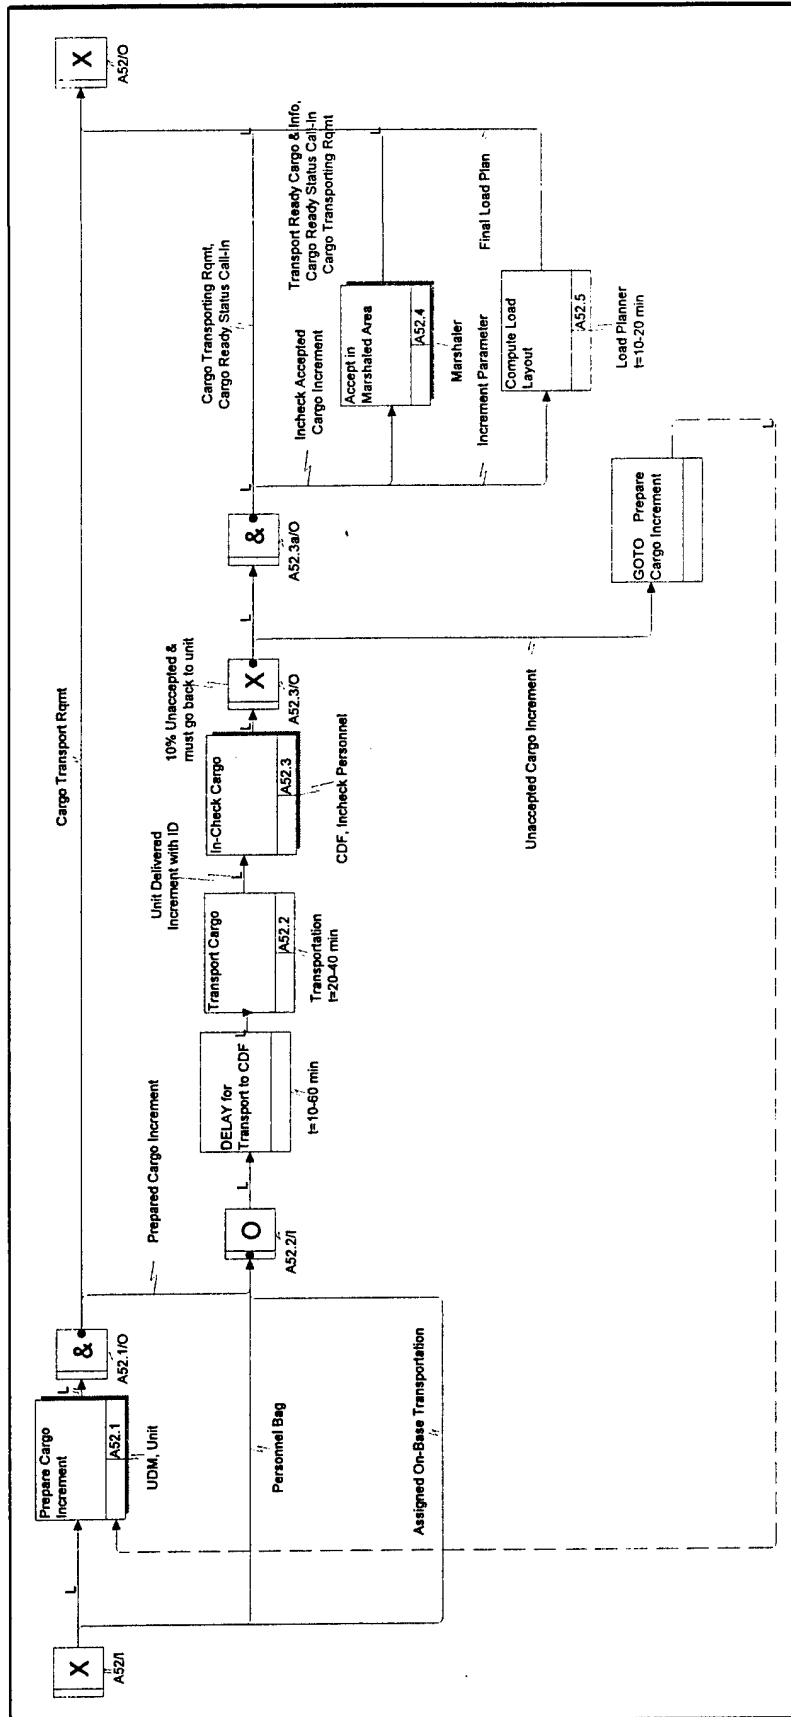 X
A52/I
L
Prepare Cargo
Increment
A52.1
UDM, Unit
L
&
A52.1/O
Cargo Transport Rqmt
X
A52/O
Prepared Cargo Increment
Personnel Bag
Assigned On-Base Transportation
O
A52.2/I
L
DELAY for
Transport to CDF
t=10-60 min
L
Transport Cargo
A52.2
Transportation
t=20-40 min
Unit Delivered
Increment with ID
L
In-Check Cargo
A52.3
CDF, Incheck Personnel
L
10% Unaccepted &
must go back to unit
X
A52.3/O
L
&
A52.3a/O
L
Cargo Transporting Rqmt,
Cargo Ready Status Call-In
L
Incheck Accepted
Cargo Increment
Accept in
Marshaled Area
A52.4
Marshaler
Transport Ready Cargo & Info,
Cargo Ready Status Call-In
Cargo Transporting Rqmt
L
Increment Parameter
Compute Load
Layout
A52.5
Load Planner
t=10-20 min
Final Load Plan
Unaccepted Cargo Increment
GOTO Prepare
Cargo Increment
L